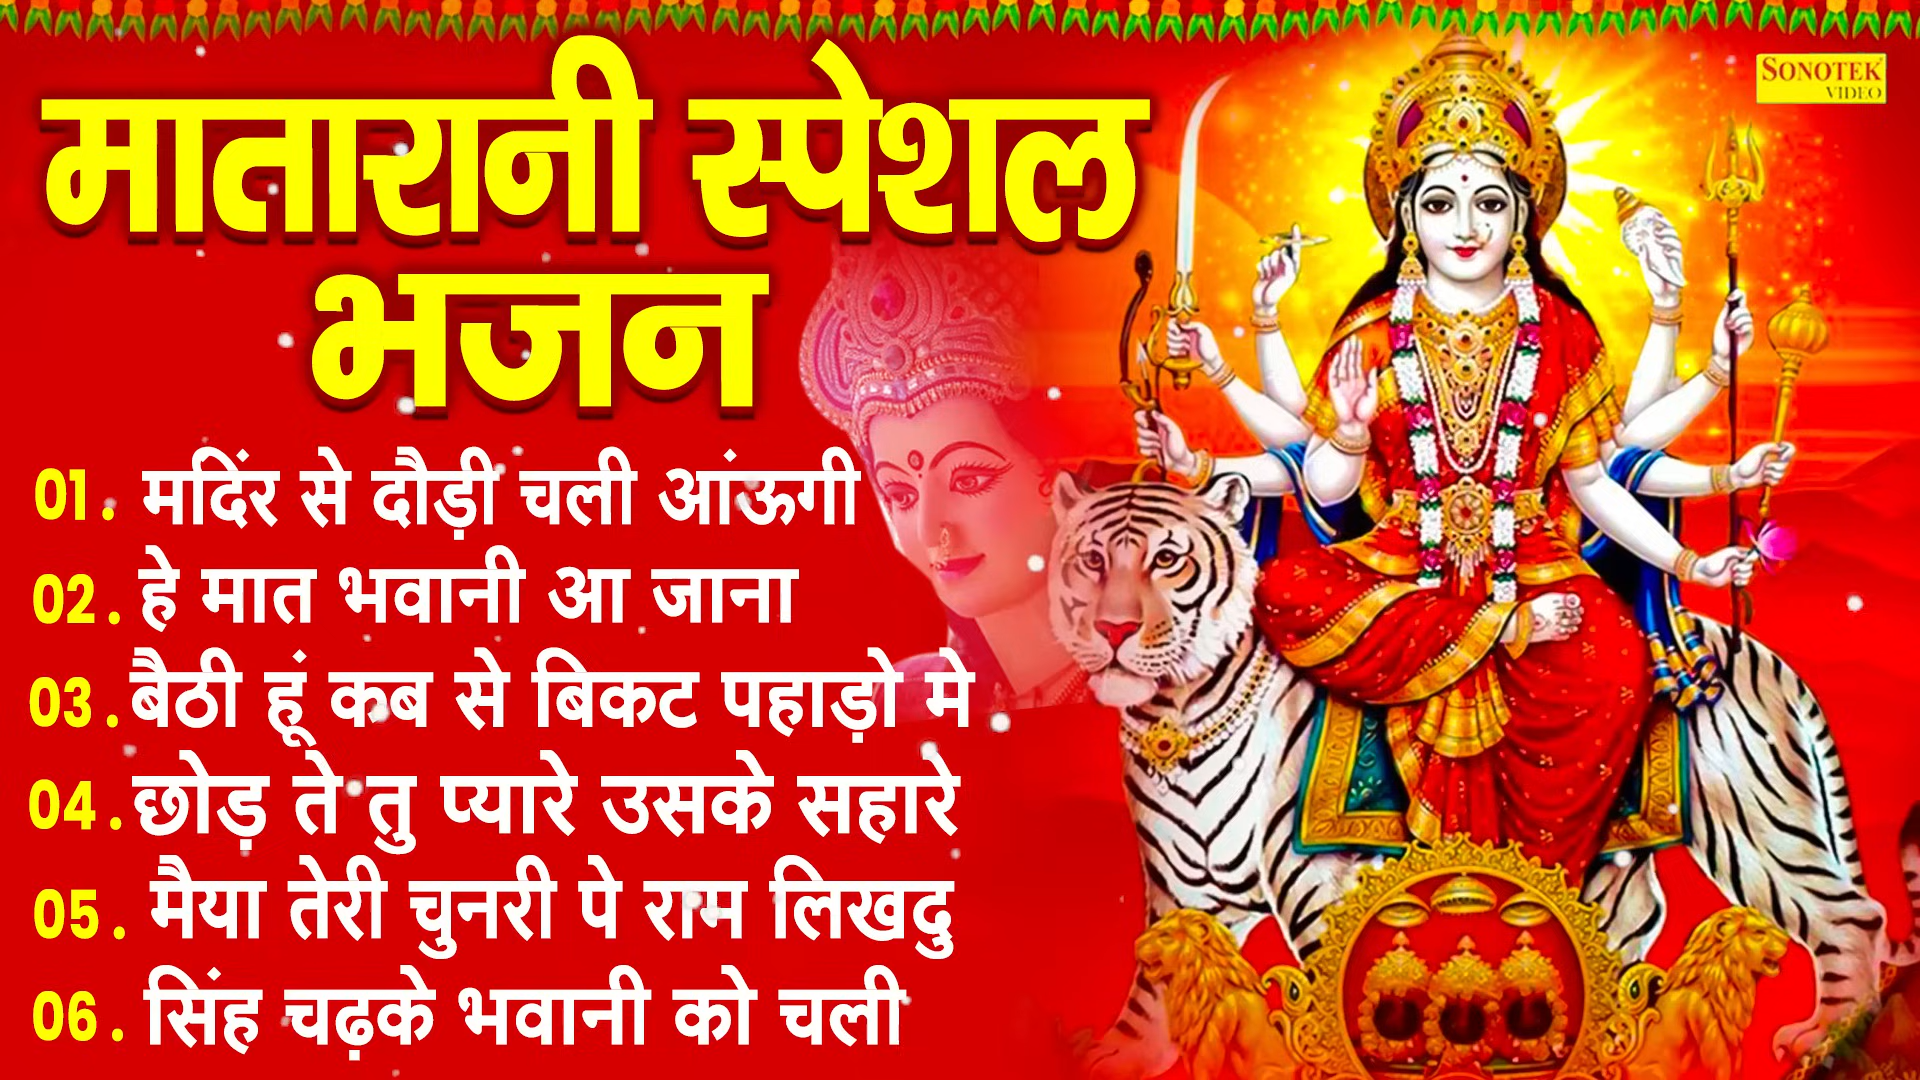 मातारानी स्पेशल
भजन
SONOTEK
VIDEO
01. मदिंर से दौड़ी चली आंऊगी
02. हे मात भवानी आ जाना
03. बैठी हूं कब से बिकट पहाड़ो मे
04. छोड़ ते तु प्यारे उसके सहारे
05. मैया तेरी चुनरी पे राम लिखदु
06. सिंह चढ़के भवानी को चली